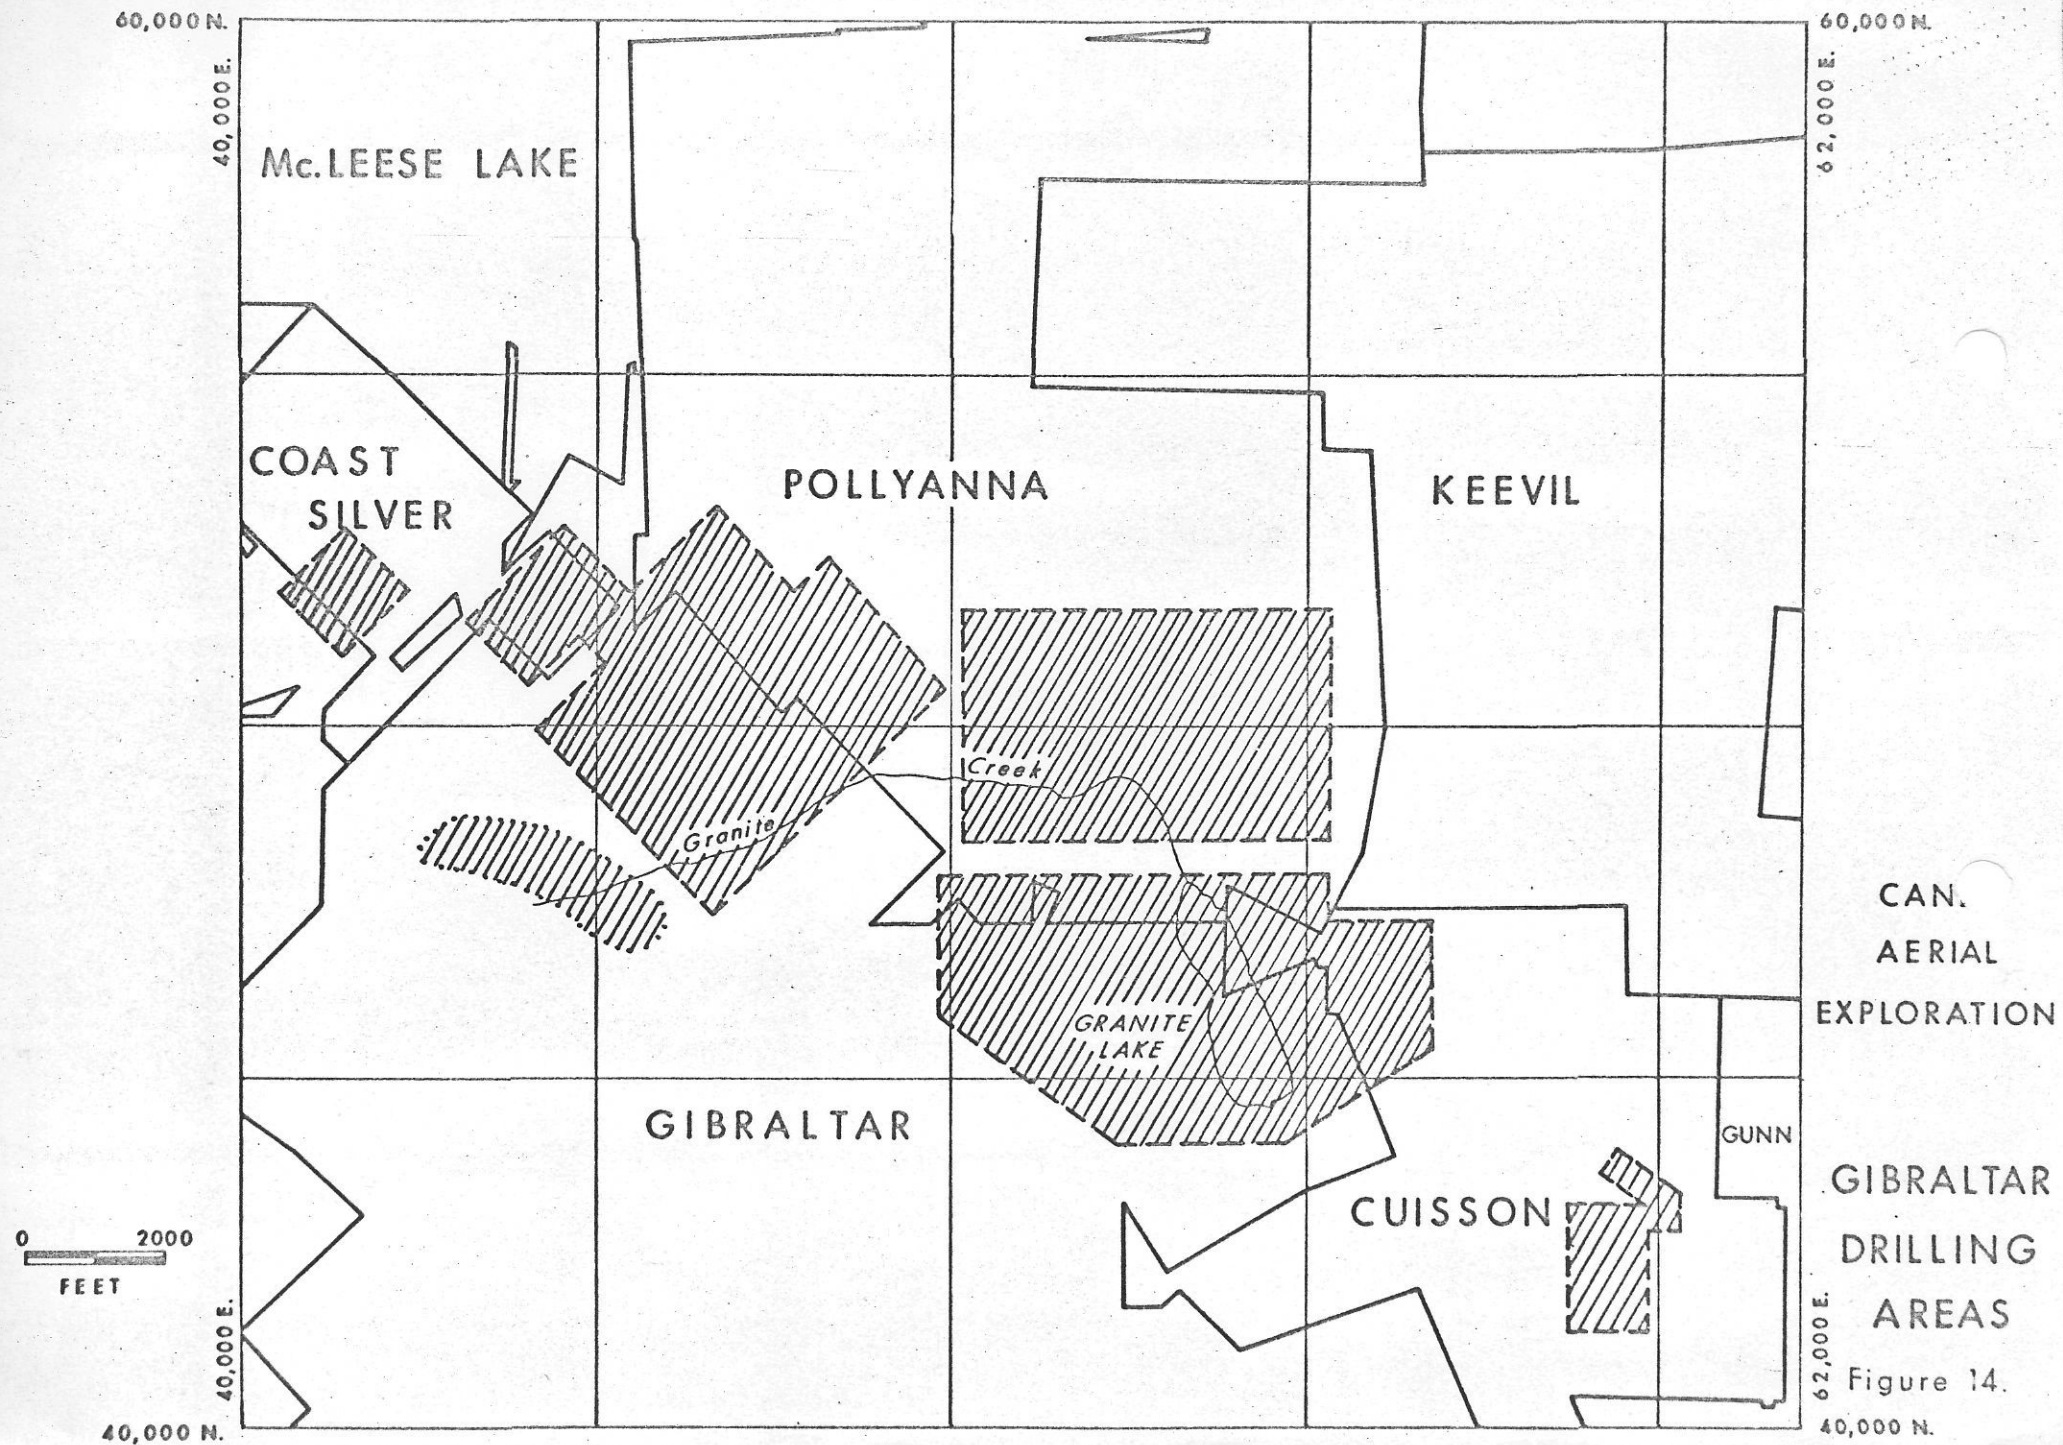 60,000 N.
60,000 N.
40,000 E.
62,000 E.
Mc. LEESE LAKE
COAST
SILVER
POLLYANNA
KEEVIL
Creek
Granite
CAN.
AERIAL
EXPLORATION
GRANITE
LAKE
GIBRALTAR
GUNN
CUISSON
GIBRALTAR
DRILLING
AREAS
Figure 14.
0 2000
FEET
40,000 E.
62,000 E.
40,000 N.
40,000 N.